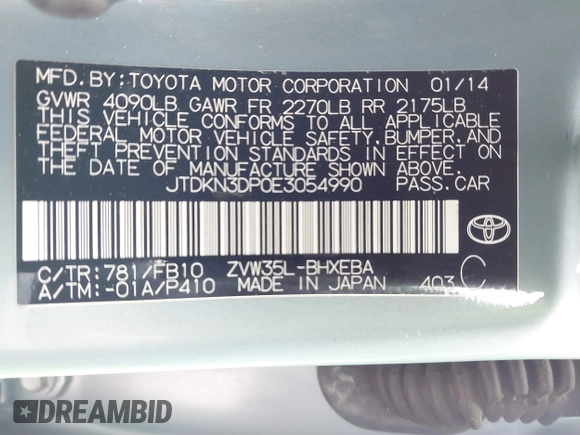 MFD. BY: TOYOTA MOTOR CORPORATION 01/14
GVWR 4090LB GAWR FR 2270LB RR 2175LB
THIS VEHICLE CONFORMS TO ALL APPLICABLE
FEDERAL MOTOR VEHICLE SAFETY, BUMPER, AND
THEFT PREVENTION STANDARDS IN EFFECT ON
THE DATE OF MANUFACTURE SHOWN ABOVE.
JTDKN3DP0E3054990 PASS. CAR
C/TR: 781/FB10 ZVW35L-BHXEBA C
A/TM: -01A/P410 MADE IN JAPAN 403
DREAMBID